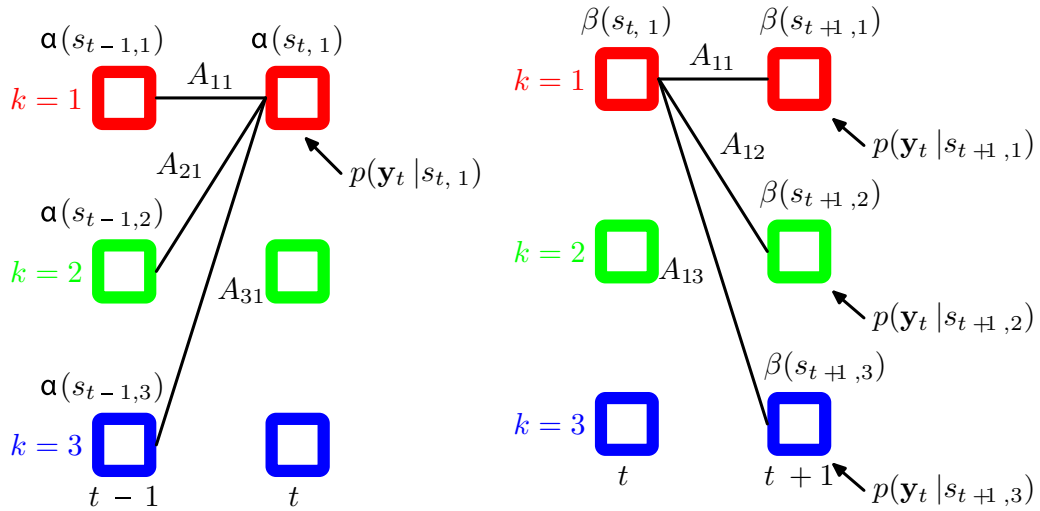 α(s_{t−1,1}) α(s_{t,1})
k = 1 A_{11}
A_{21} p(y_t |s_{t,1})
α(s_{t−1,2})
k = 2 A_{31}
α(s_{t−1,3})
k = 3
t − 1 t
β(s_{t,1}) β(s_{t+1,1})
k = 1 A_{11}
A_{12} p(y_t |s_{t+1,1})
β(s_{t+1,2})
k = 2 A_{13}
p(y_t |s_{t+1,2})
β(s_{t+1,3})
k = 3
t t + 1 p(y_t |s_{t+1,3})